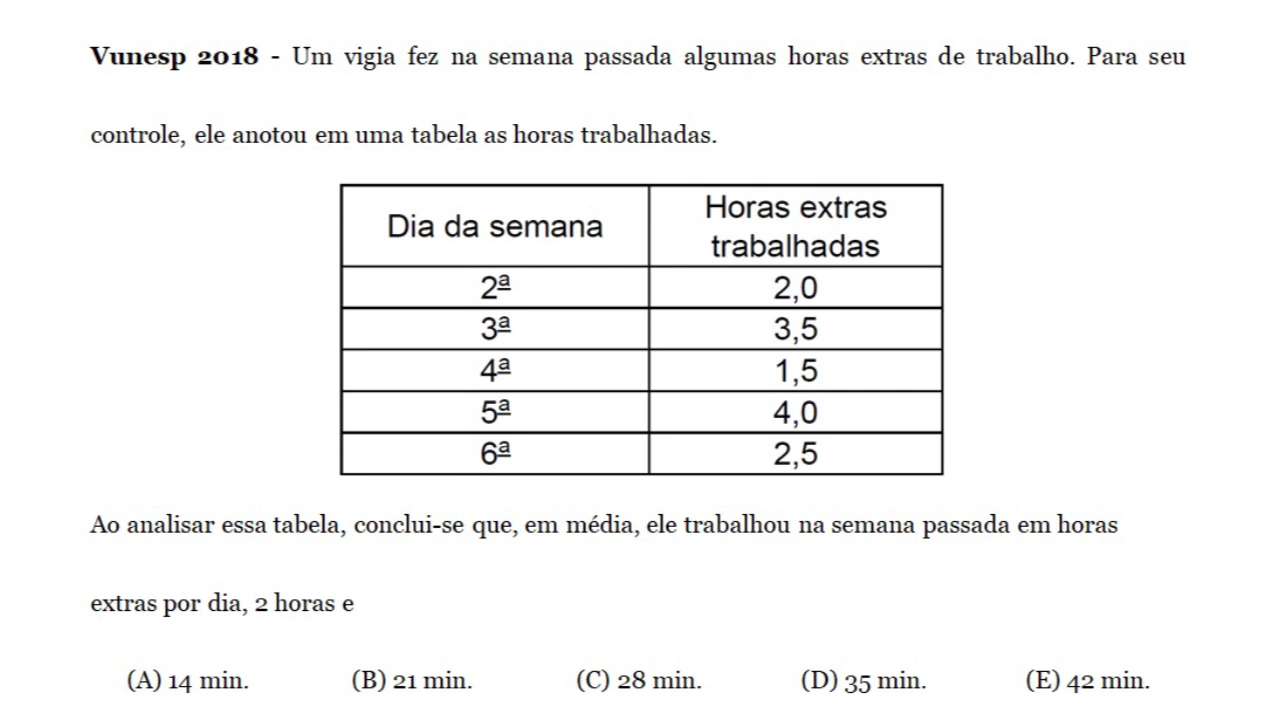 Vunesp 2018 - Um vigia fez na semana passada algumas horas extras de trabalho. Para seu
controle, ele anotou em uma tabela as horas trabalhadas.
Dia da semana Horas extras trabalhadas
2ª 2,0
3ª 3,5
4ª 1,5
5ª 4,0
6ª 2,5
Ao analisar essa tabela, conclui-se que, em média, ele trabalhou na semana passada em horas
extras por dia, 2 horas e
(A) 14 min. (B) 21 min. (C) 28 min. (D) 35 min. (E) 42 min.